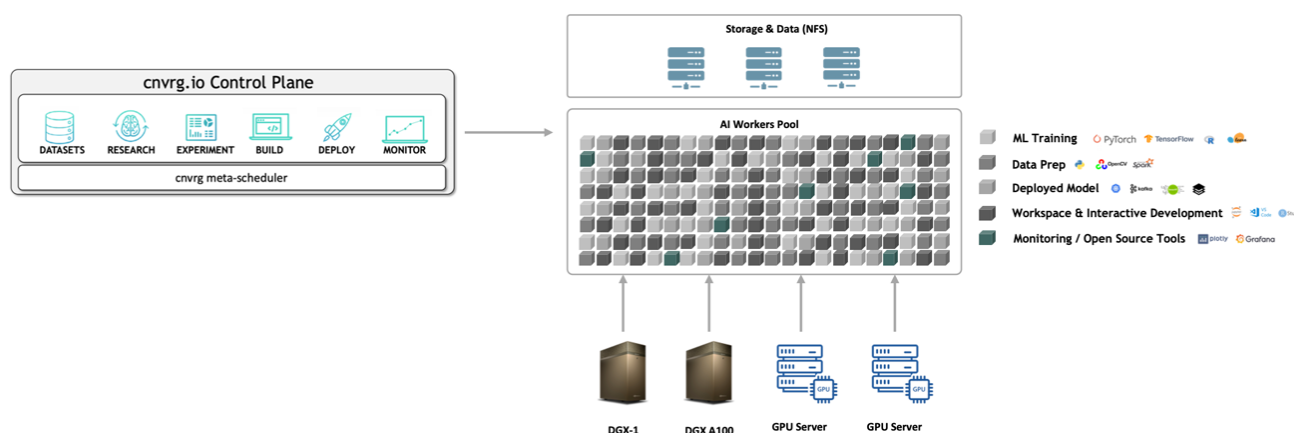 cnvrg.io Control Plane
DATASETS
RESEARCH
EXPERIMENT
BUILD
DEPLOY
MONITOR
cnvrg meta-scheduler
Storage & Data (NFS)
AI Workers Pool
ML Training
PyTorch
TensorFlow
R
Data Prep
OpenCV
Spark
Deployed Model
kafka
Workspace & Interactive Development
VS
Code
Monitoring / Open Source Tools
plotly
Grafana
GPU
GPU
DGX-1
DGX A100
GPU Server
GPU Server